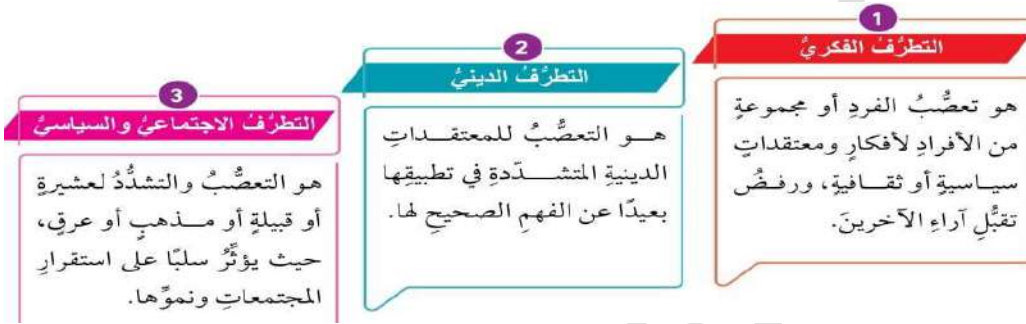 1
التطرُّفُ الفكريُّ
هو تعصُّبُ الفردِ أو مجموعةٍ
من الأفرادِ لأفكارٍ ومعتقداتٍ
سياسيةٍ أو ثقافيةٍ، ورفضُ
تقبُّلِ آراءِ الآخرينَ.
2
التطرُّفُ الدينيُّ
هو التعصُّبُ للمعتقداتِ
الدينيةِ المتشدّدةِ في تطبيقِها
بعيدًا عن الفهمِ الصحيحِ لها.
3
التطرُّفُ الاجتماعيُّ والسياسيُّ
هو التعصُّبُ والتشدُّدُ لعشيرةٍ
أو قبيلةٍ أو مذهبٍ أو عرقٍ،
حيث يؤثِّرُ سلبًا على استقرارِ
المجتمعاتِ ونموِّها.